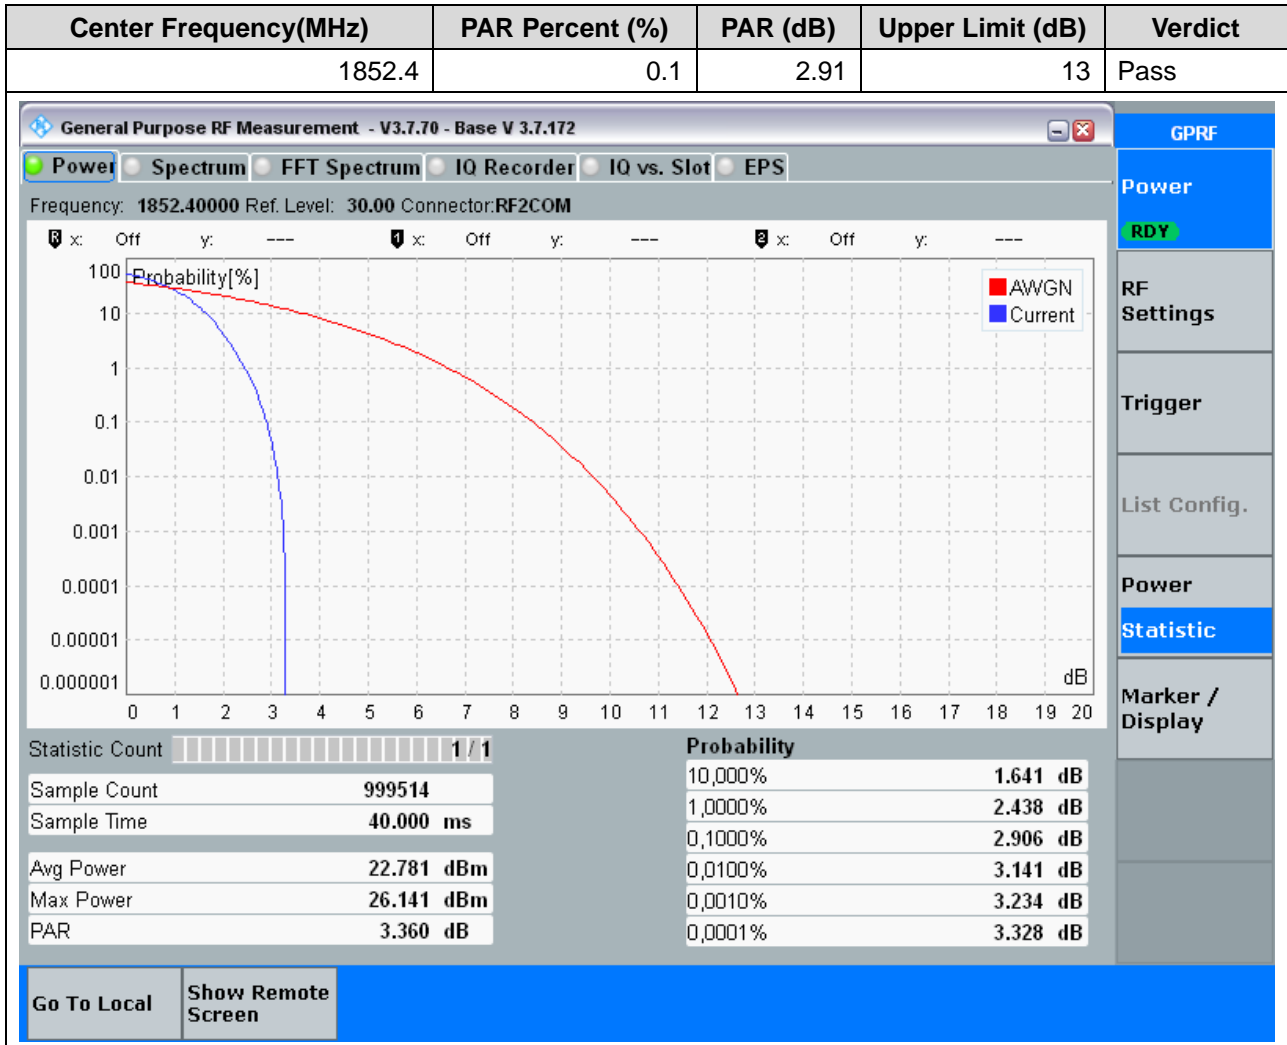 Center Frequency(MHz) PAR Percent (%) PAR (dB) Upper Limit (dB) Verdict
1852.4 0.1 2.91 13 Pass
General Purpose RF Measurement - V3.7.70 - Base V 3.7.172
GPRF
Power Spectrum FFT Spectrum IQ Recorder IQ vs. Slot EPS
Frequency: 1852.40000 Ref. Level: 30.00 Connector:RF2COM
R x: Off y: --- 1 x: Off y: --- 2 x: Off y: ---
Probability[%]
AWGN
Current
100
10
1
0.1
0.01
0.001
0.0001
0.00001
0.000001
dB
0 1 2 3 4 5 6 7 8 9 10 11 12 13 14 15 16 17 18 19 20
Statistic Count 1 / 1
Sample Count 999514
Sample Time 40.000 ms
Avg Power 22.781 dBm
Max Power 26.141 dBm
PAR 3.360 dB
Probability
10,000% 1.641 dB
1,0000% 2.438 dB
0,1000% 2.906 dB
0,0100% 3.141 dB
0,0010% 3.234 dB
0,0001% 3.328 dB
Power
RDY
RF
Settings
Trigger
List Config.
Power
Statistic
Marker /
Display
Go To Local
Show Remote
Screen